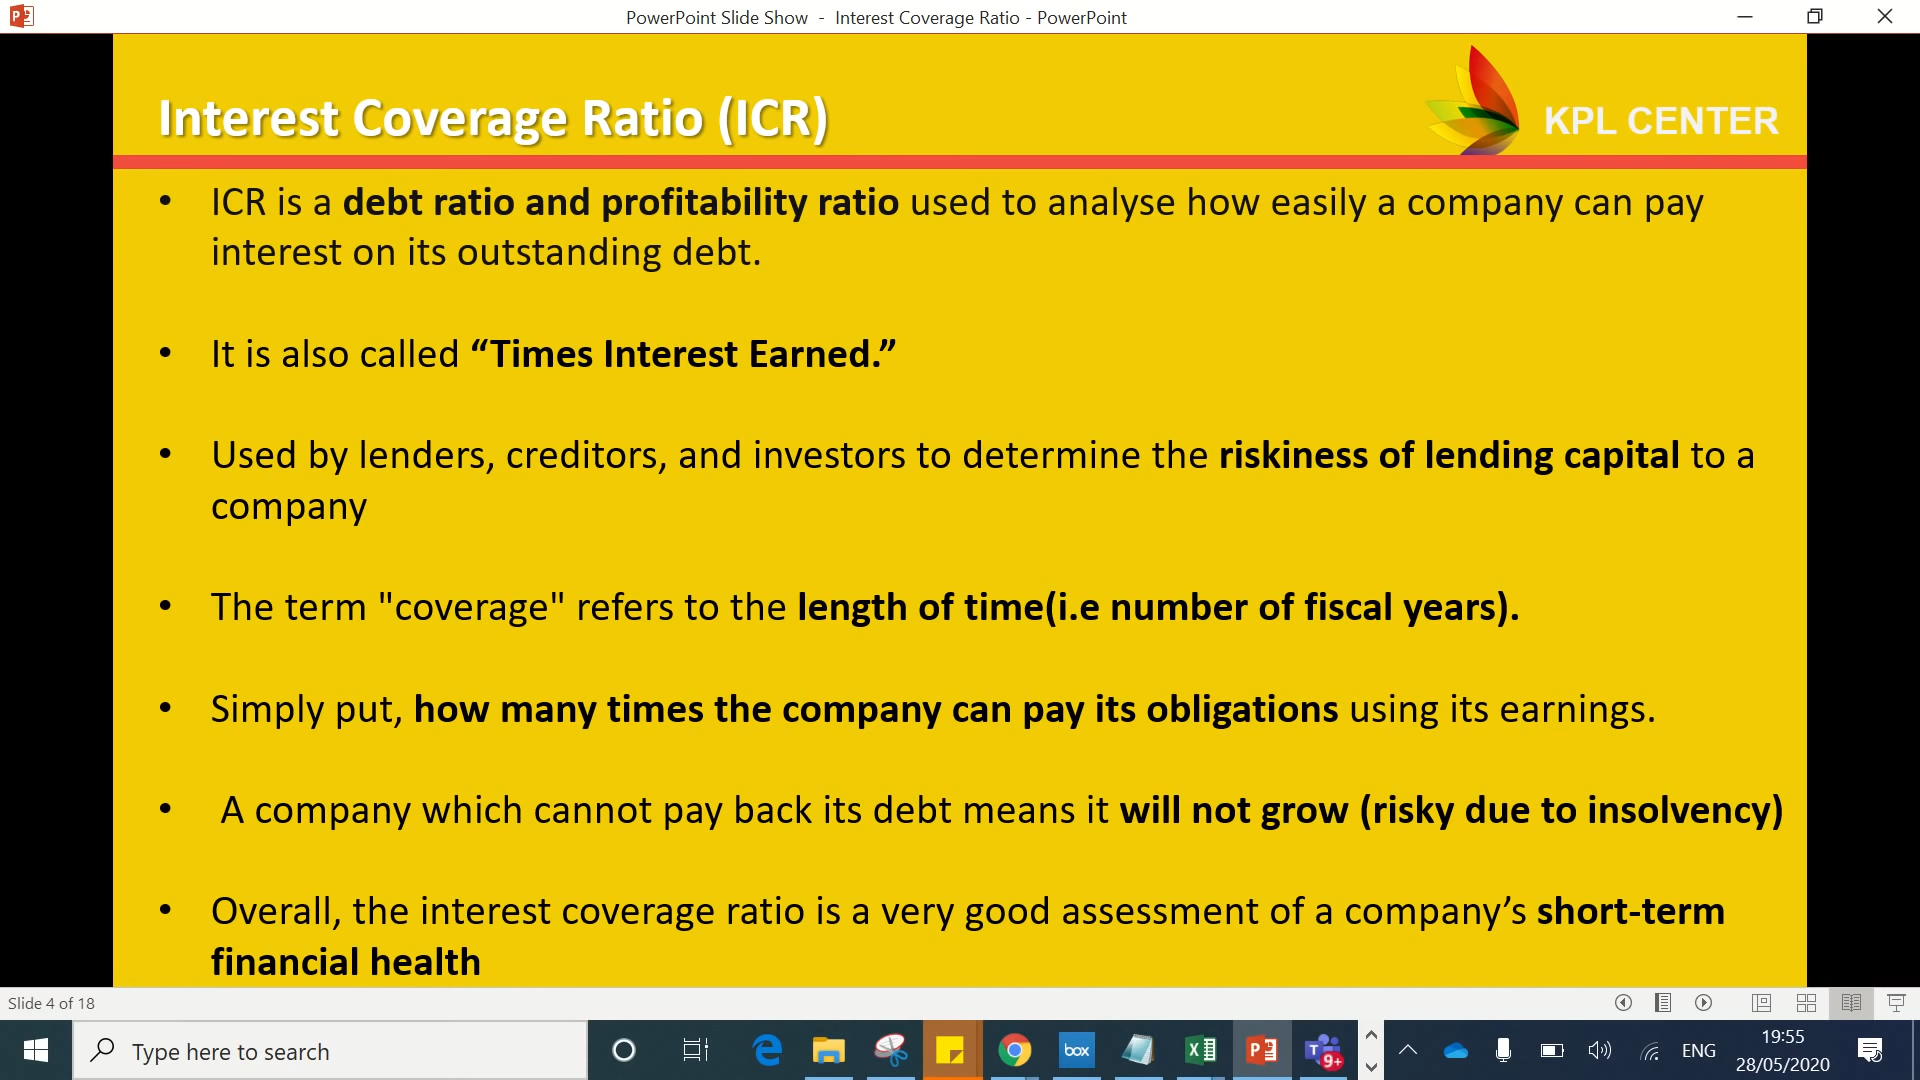 PowerPoint Slide Show - Interest Coverage Ratio - PowerPoint
Interest Coverage Ratio (ICR)
KPL CENTER
• ICR is a debt ratio and profitability ratio used to analyse how easily a company can pay
interest on its outstanding debt.
• It is also called “Times Interest Earned.”
• Used by lenders, creditors, and investors to determine the riskiness of lending capital to a
company
• The term "coverage" refers to the length of time(i.e number of fiscal years).
• Simply put, how many times the company can pay its obligations using its earnings.
• A company which cannot pay back its debt means it will not grow (risky due to insolvency)
• Overall, the interest coverage ratio is a very good assessment of a company’s short-term
financial health
Slide 4 of 18
Type here to search
box
9+
ENG
19:55
28/05/2020